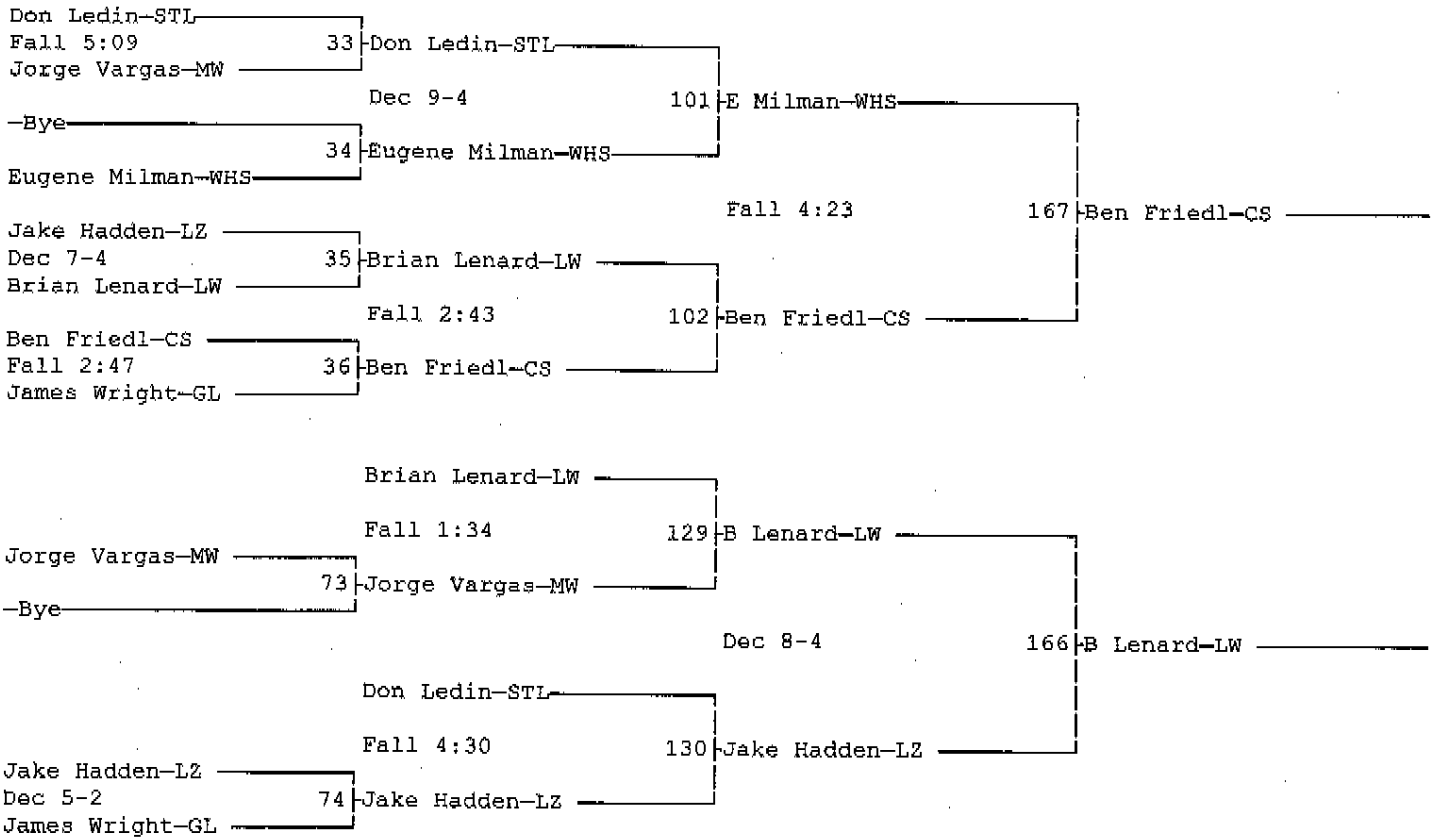 Don Ledin-STL
Fall 5:09 33 Don Ledin-STL
Jorge Vargas-MW
Dec 9-4 101 E Milman-WHS
-Bye
34 Eugene Milman-WHS
Eugene Milman-WHS
Fall 4:23 167 Ben Friedl-CS
Jake Hadden-LZ
Dec 7-4 35 Brian Lenard-LW
Brian Lenard-LW
Fall 2:43 102 Ben Friedl-CS
Ben Friedl-CS
Fall 2:47 36 Ben Friedl-CS
James Wright-GL
Brian Lenard-LW
Fall 1:34 129 B Lenard-LW
Jorge Vargas-MW
73 Jorge Vargas-MW
-Bye
Dec 8-4 166 B Lenard-LW
Don Ledin-STL
Fall 4:30 130 Jake Hadden-LZ
Jake Hadden-LZ
Dec 5-2 74 Jake Hadden-LZ
James Wright-GL